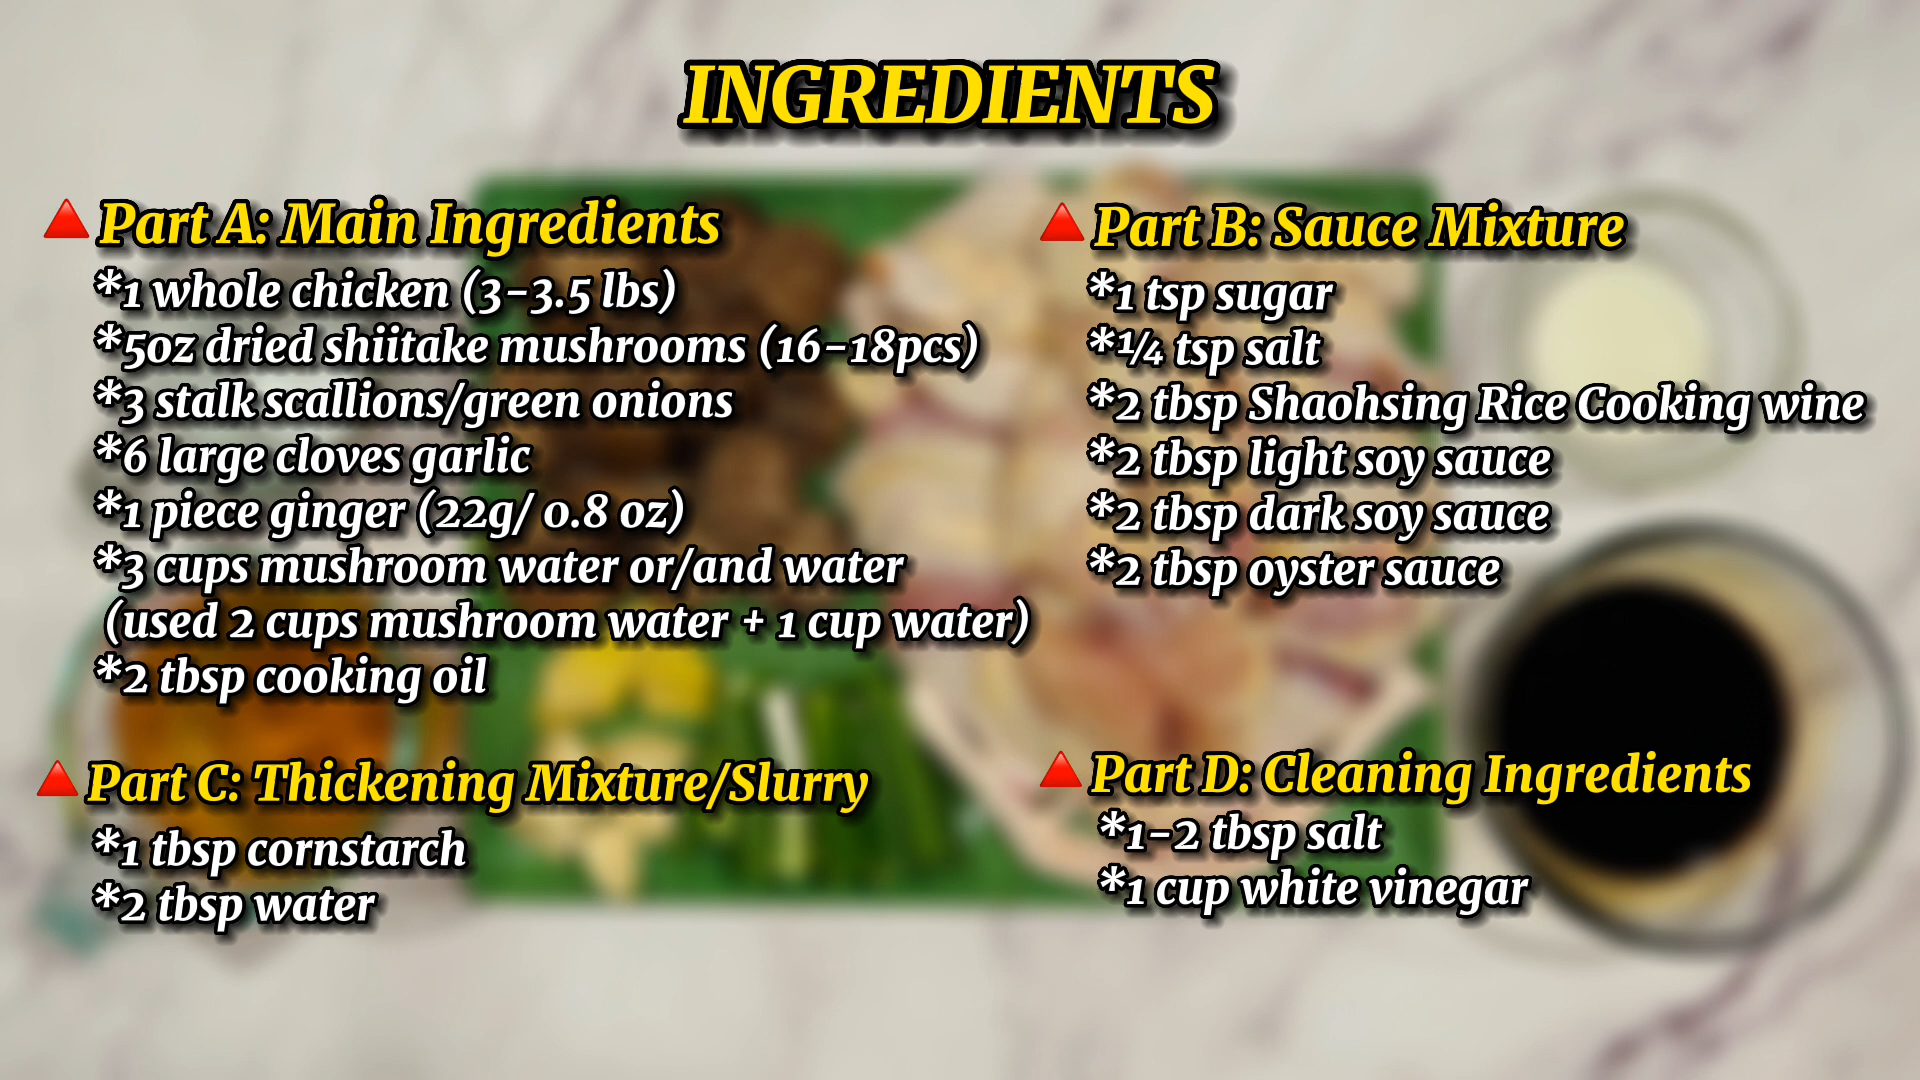 INGREDIENTS
🔺Part A: Main Ingredients
*1 whole chicken (3-3.5 lbs)
*5oz dried shiitake mushrooms (16-18pcs)
*3 stalk scallions/green onions
*6 large cloves garlic
*1 piece ginger (22g/ 0.8 oz)
*3 cups mushroom water or/and water
(used 2 cups mushroom water + 1 cup water)
*2 tbsp cooking oil
🔺Part B: Sauce Mixture
*1 tsp sugar
*¼ tsp salt
*2 tbsp Shaohsing Rice Cooking wine
*2 tbsp light soy sauce
*2 tbsp dark soy sauce
*2 tbsp oyster sauce
🔺Part C: Thickening Mixture/Slurry
*1 tbsp cornstarch
*2 tbsp water
🔺Part D: Cleaning Ingredients
*1-2 tbsp salt
*1 cup white vinegar